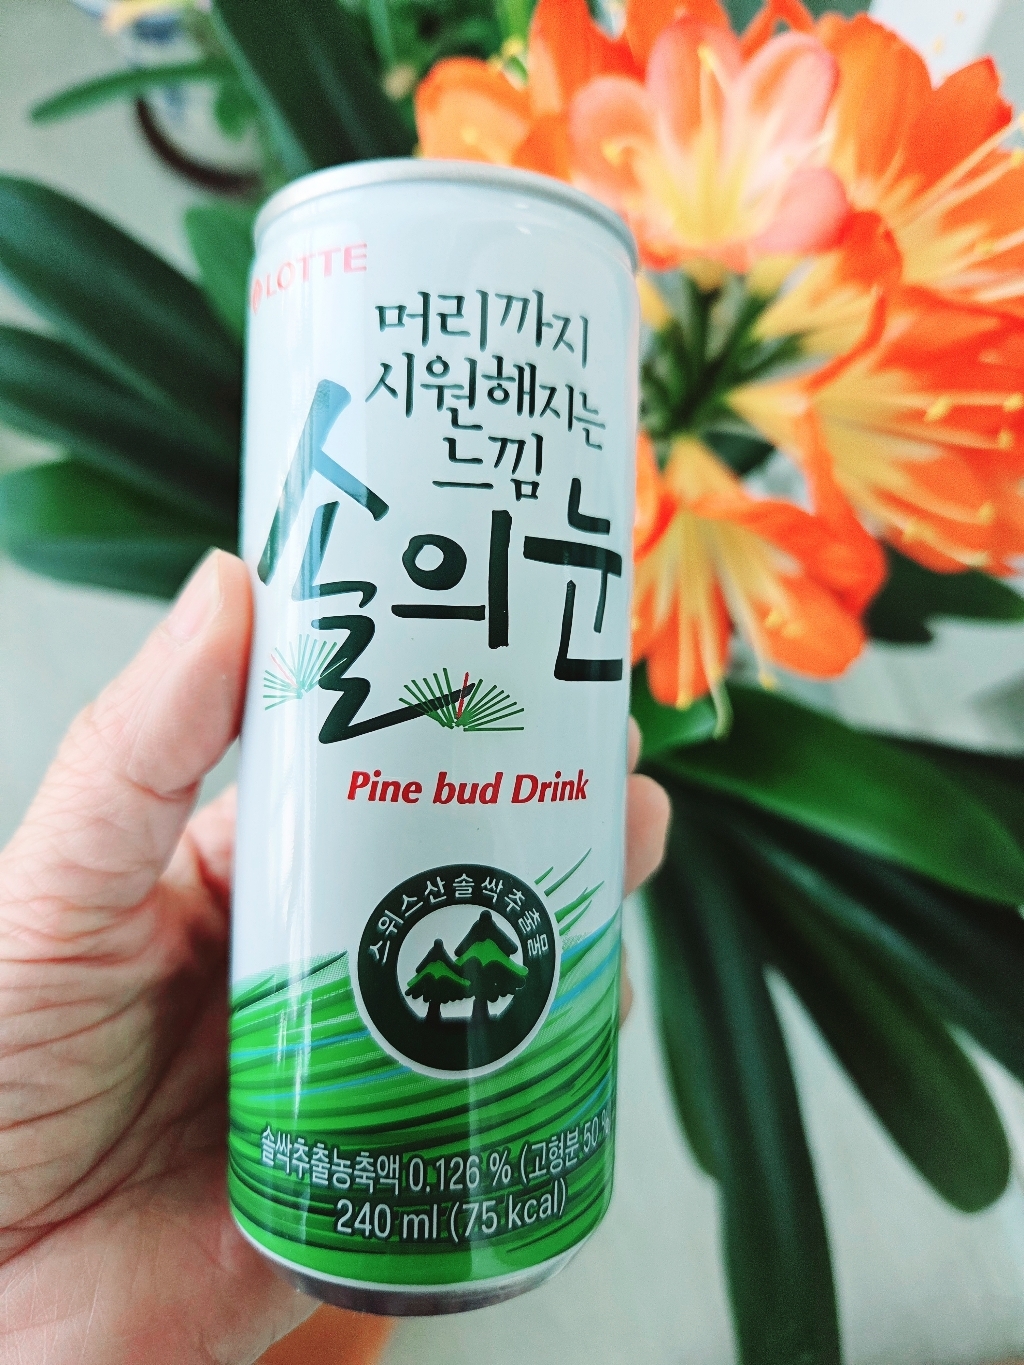 LOTTE
머리까지
시원해지는
느낌
솔의눈
Pine bud Drink
스위스산솔싹추출물
솔싹추출농축액 0.126 % (고형분 50 %
240 ml (75 kcal)